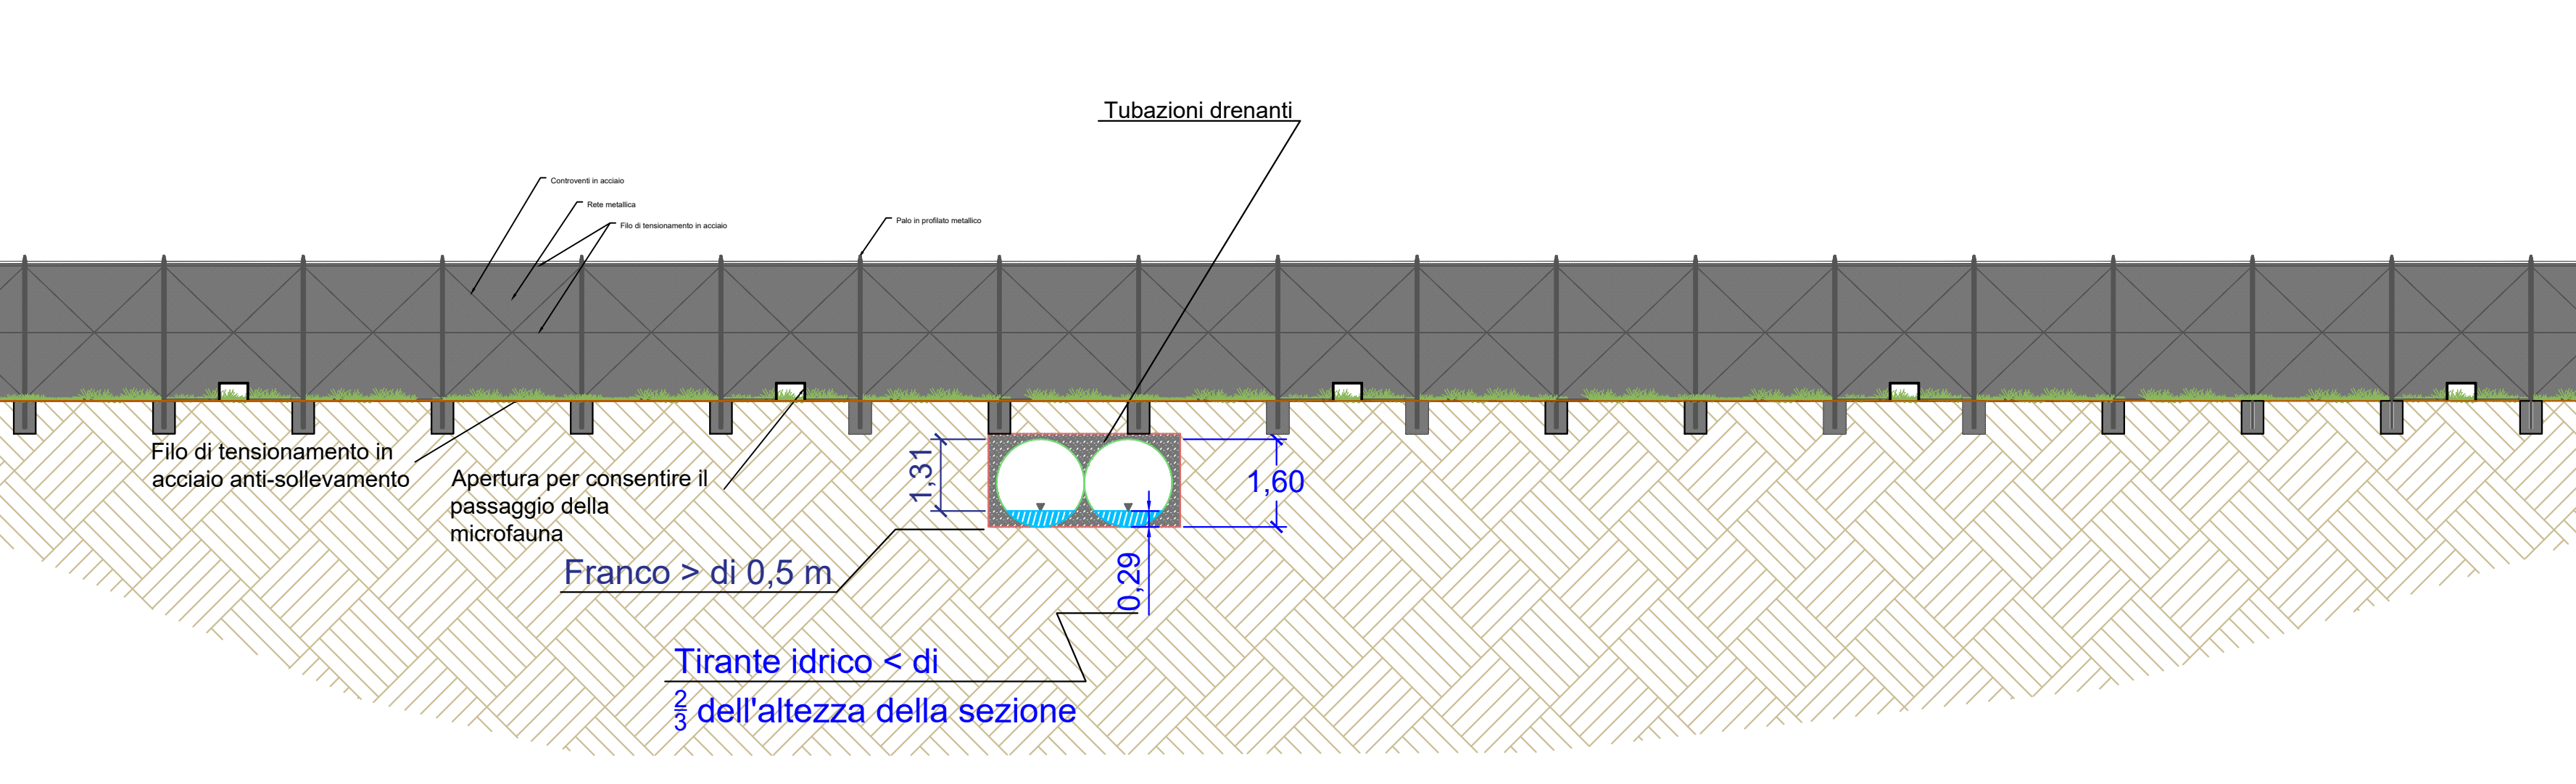 Tubazioni drenanti
Controventi in acciaio
Rete metallica
Filo di tensionamento in acciaio
Palo in profilato metallico
Filo di tensionamento in
acciaio anti-sollevamento
Apertura per consentire il
passaggio della
microfauna
1,31
1,60
0,29
Franco > di 0,5 m
Tirante idrico < di
2/3 dell'altezza della sezione